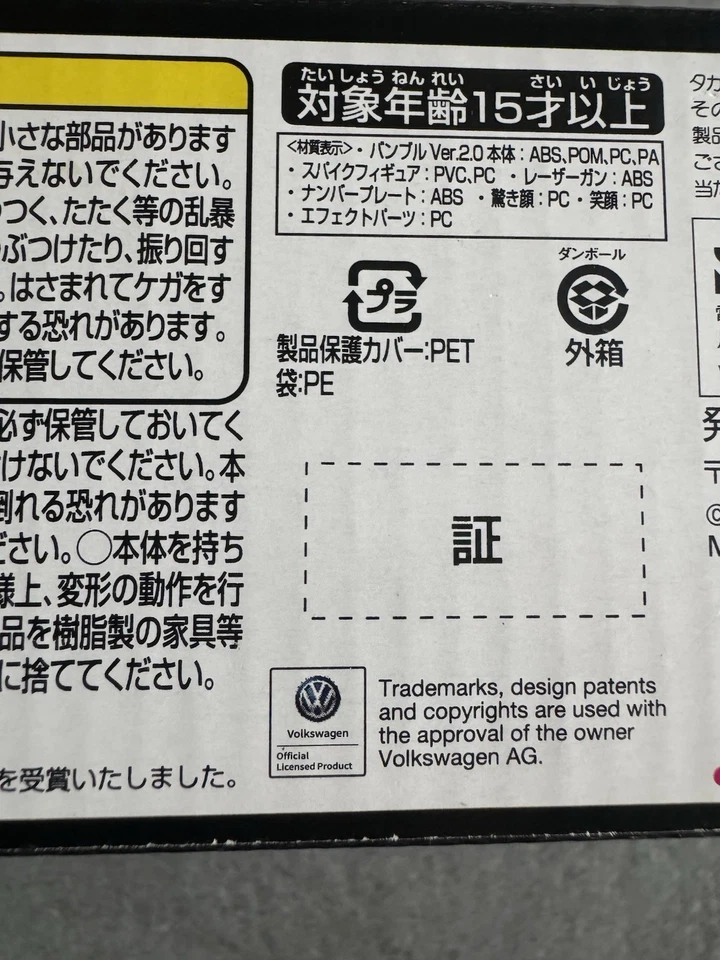 小さな部品があります
与えないでください。
つく、たたく等の乱暴
ぶつけたり、振り回す
。はさまれてケガをす
する恐れがあります。
保管してください。
必ず保管しておいてく
けないでください。本
倒れる恐れがあります
ださい。○本体を持ち
様上、変形の動作を行
品を樹脂製の家具等
に捨ててください。
を受賞いたしました。
たいしょうねんれい さいいじょう
対象年齢15才以上
<材質表示>・バンブルVer.2.0本体：ABS,POM,PC,PA
・スパイクフィギュア：PVC,PC ・レーザーガン：ABS
・ナンバープレート：ABS ・驚き顔：PC ・笑顔：PC
・エフェクトパーツ：PC
プラ
製品保護カバー:PET
袋:PE
ダンボール
外箱
証
Volkswagen
Official
Licensed Product
Trademarks, design patents
and copyrights are used with
the approval of the owner
Volkswagen AG.
タカ
その
製品
ござ
当た
発
〒
©